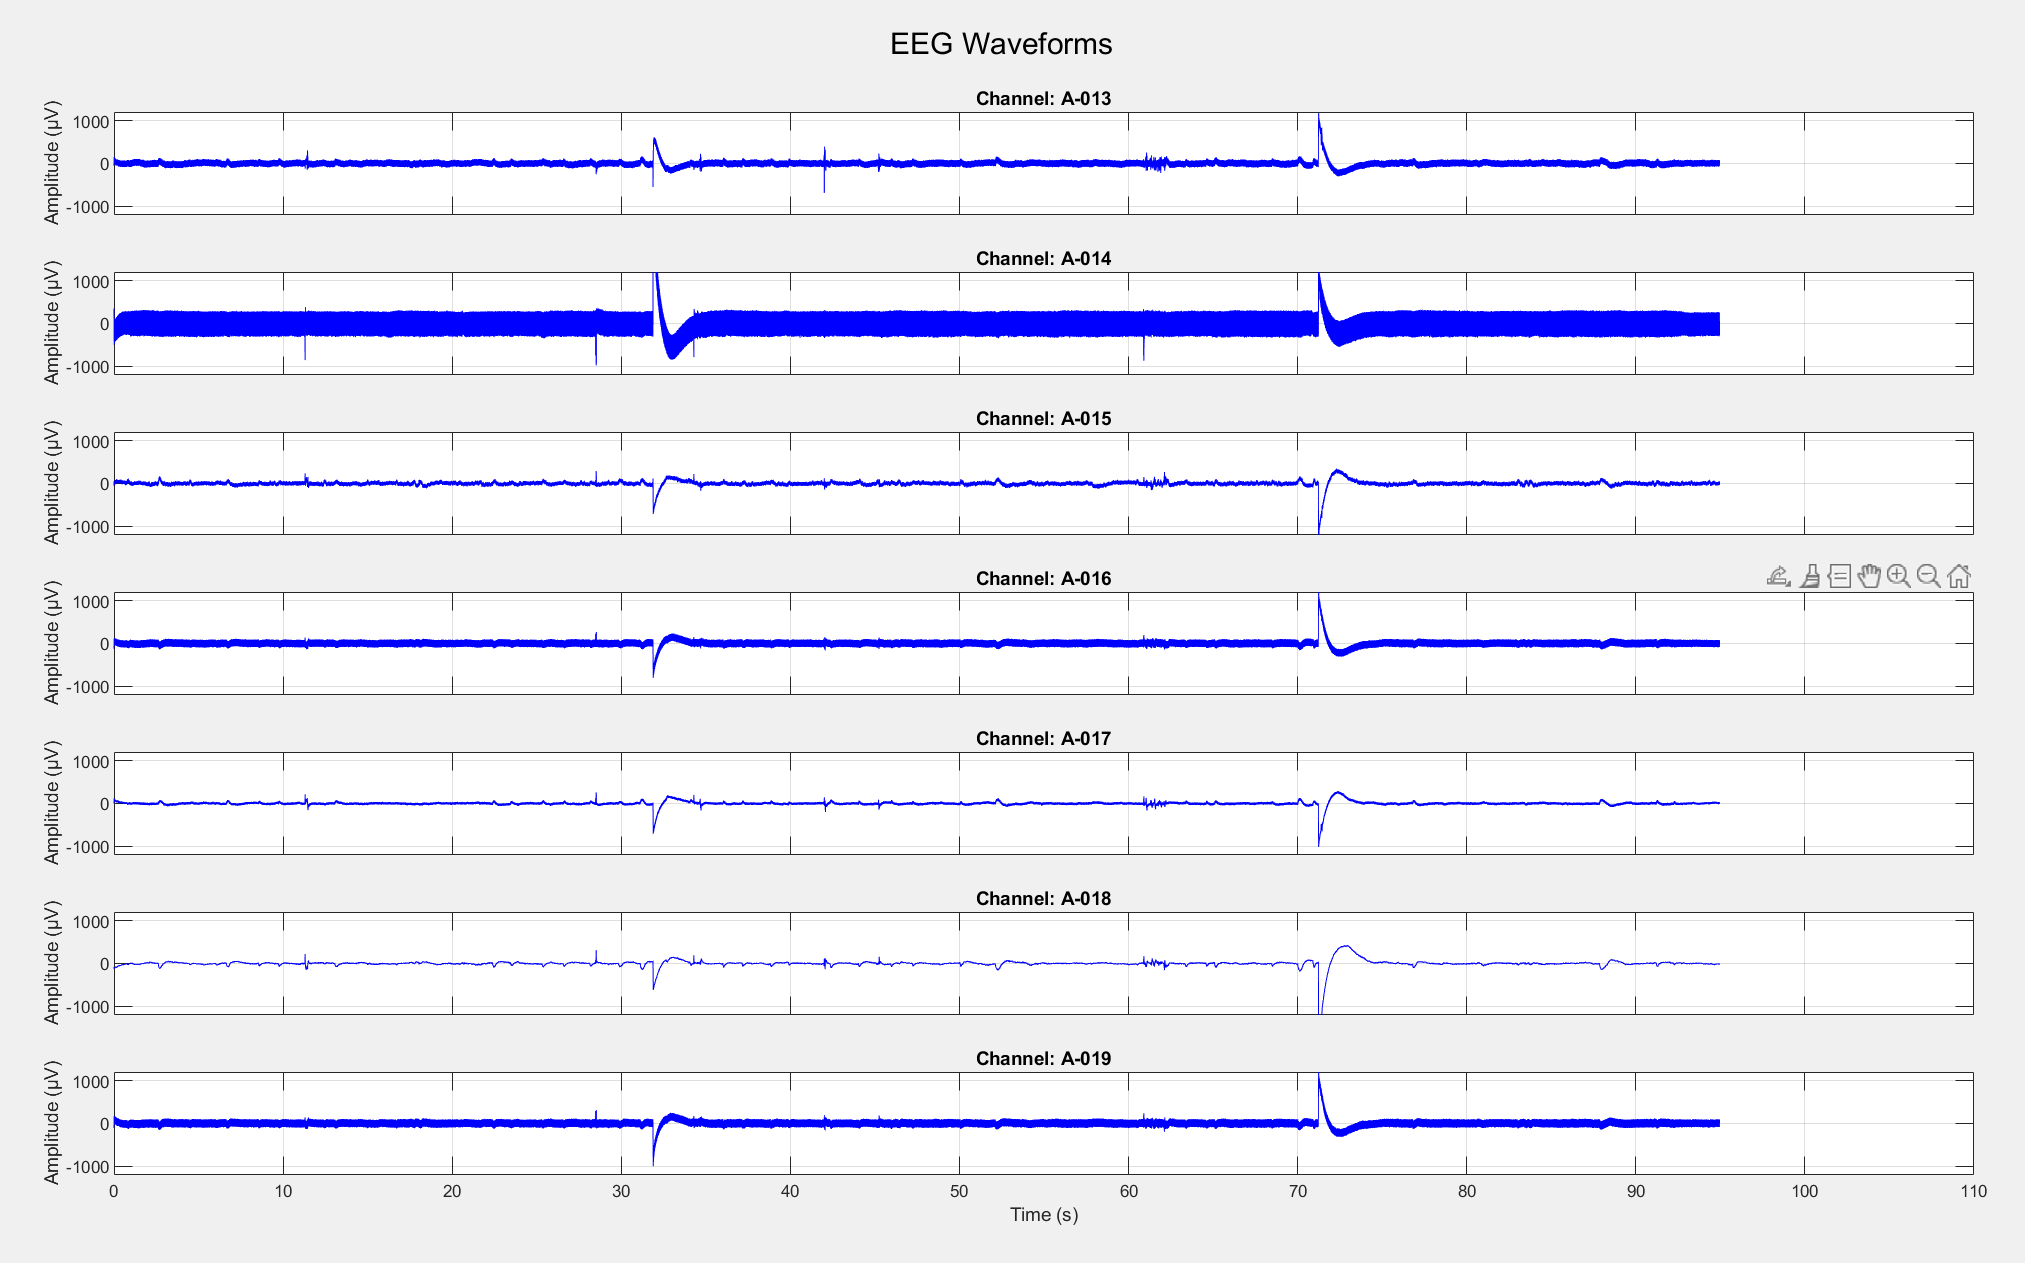 EEG Waveforms
Channel: A-013
Amplitude (µV)
1000
0
-1000
Channel: A-014
Amplitude (µV)
1000
0
-1000
Channel: A-015
Amplitude (µV)
1000
0
-1000
Channel: A-016
Amplitude (µV)
1000
0
-1000
Channel: A-017
Amplitude (µV)
1000
0
-1000
Channel: A-018
Amplitude (µV)
1000
0
-1000
Channel: A-019
Amplitude (µV)
1000
0
-1000
0 10 20 30 40 50 60 70 80 90 100 110
Time (s)